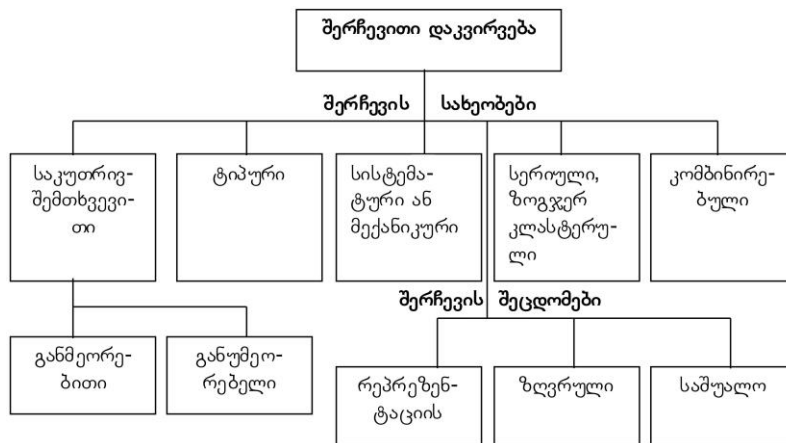 შერჩევითი დაკვირვება
შერჩევის სახეობები
საკუთრივ-
შემთხვევი-
თი
ტიპური
სისტემა-
ტური ან
მექანიკური
სერიული,
ზოგჯერ
კლასტერუ-
ლი
კომბინირე-
ბული
შერჩევის შეცდომები
განმეორე-
ბითი
განუმეო-
რებელი
რეპრეზენ-
ტაციის
ზღვრული
საშუალო